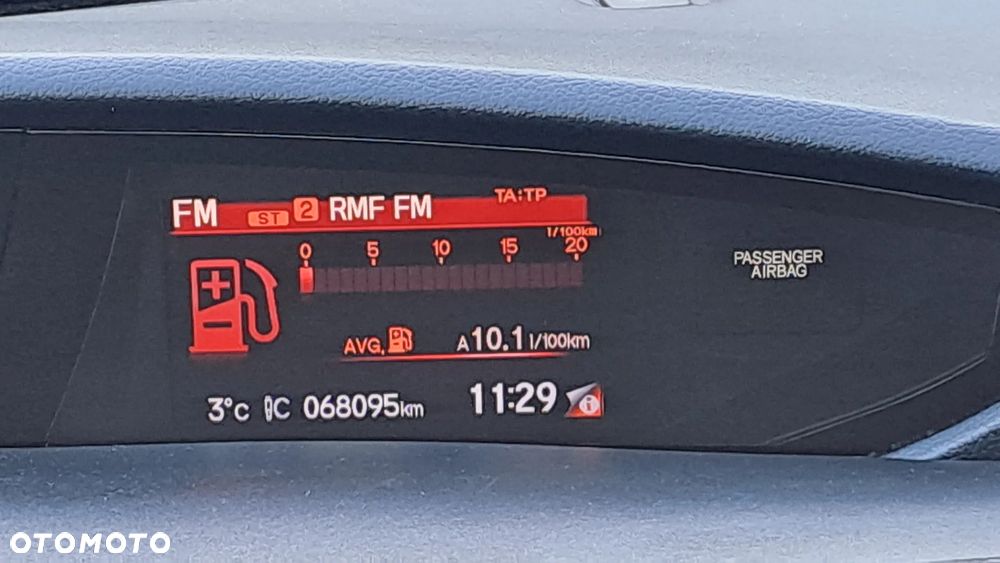 FM ST 2 RMF FM TA:TP
l/100km
0 5 10 15 20
PASSENGER
AIRBAG
AVG. A 10.1 l/100km
3°C C 068095km 11:29 i
OTOMOTO